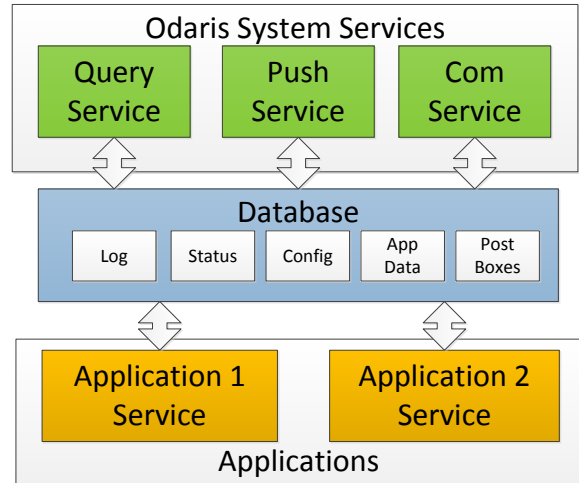 Odaris System Services
Query
Service
Push
Service
Com
Service
Database
Log
Status
Config
App
Data
Post
Boxes
Application 1
Service
Application 2
Service
Applications